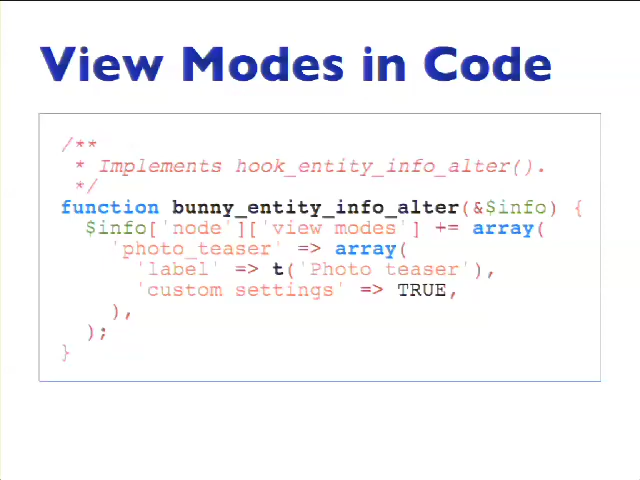 View Modes in Code
/**
 * Implements hook_entity_info_alter().
 */
function bunny_entity_info_alter(&$info) {
  $info['node']['view modes'] += array(
    'photo_teaser' => array(
      'label' => t('Photo teaser'),
      'custom settings' => TRUE,
    ),
  );
}